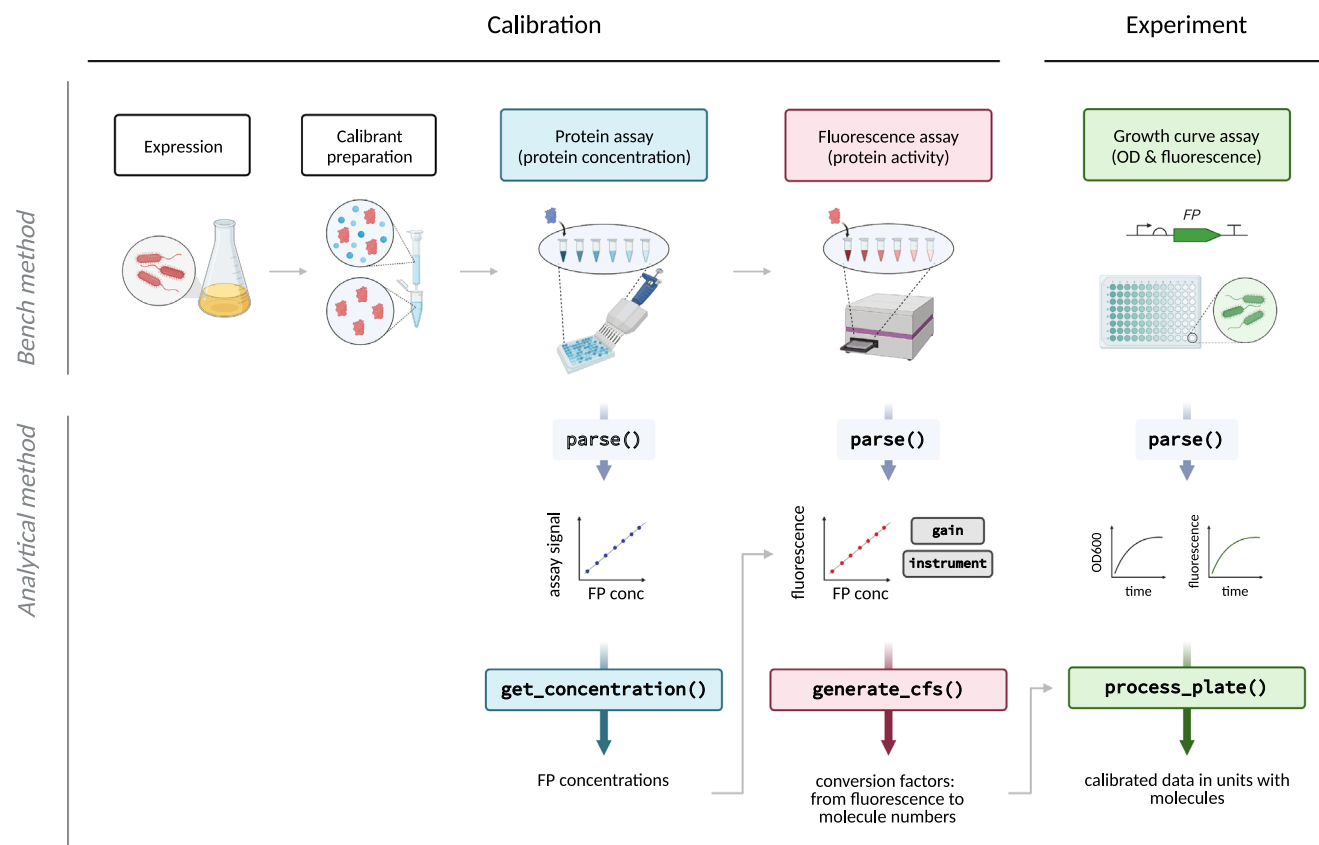 Calibration
Experiment
Bench method
Expression
Calibrant
preparation
Protein assay
(protein concentration)
Fluorescence assay
(protein activity)
Growth curve assay
(OD & fluorescence)
FP
Analytical method
parse()
parse()
parse()
assay signal
FP conc
fluorescence
FP conc
gain
instrument
OD600
time
fluorescence
time
get_concentration()
generate_cfs()
process_plate()
FP concentrations
conversion factors:
from fluorescence to
molecule numbers
calibrated data in units with
molecules